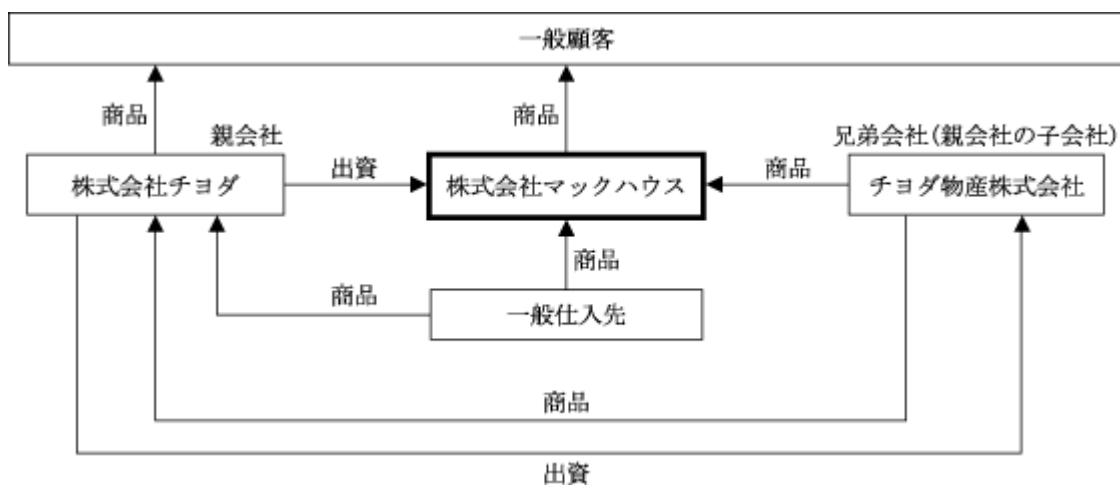 一般顧客
商品
商品
親会社
兄弟会社(親会社の子会社)
株式会社チヨダ
出資
株式会社マックハウス
商品
チヨダ物産株式会社
商品
商品
一般仕入先
商品
出資